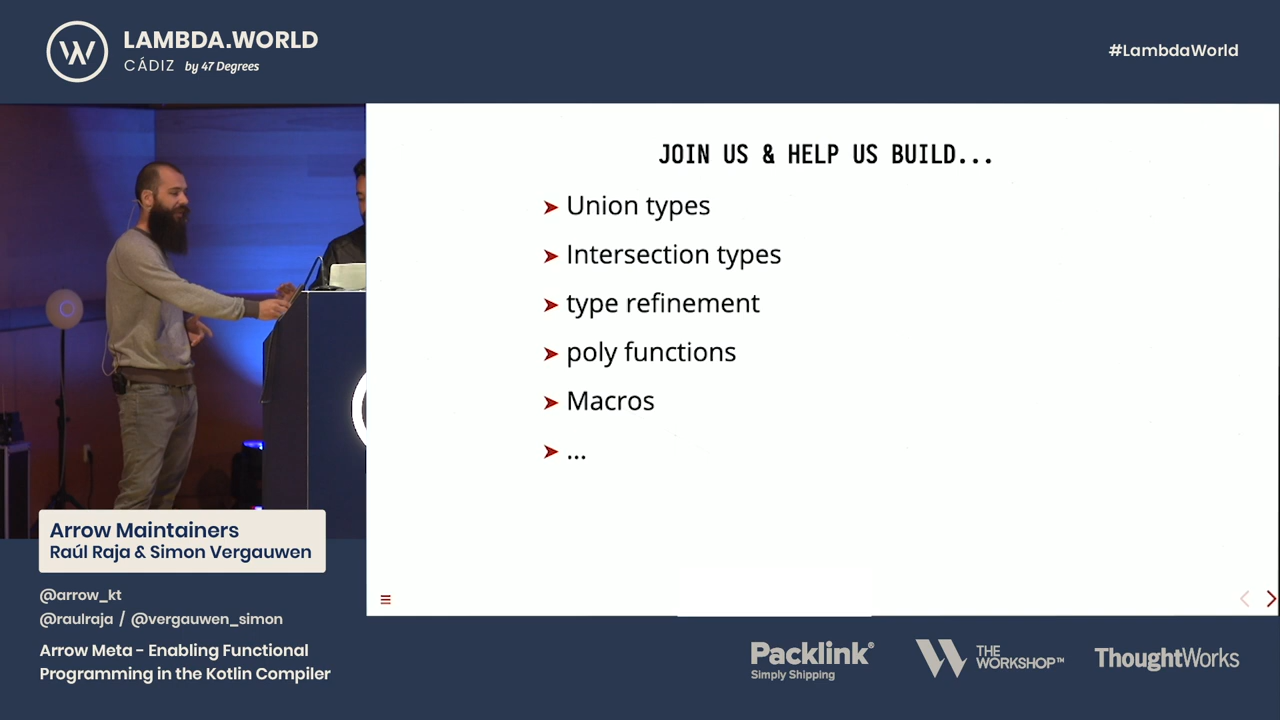 LAMBDA.WORLD
CÁDIZ by 47 Degrees
#LambdaWorld
JOIN US & HELP US BUILD...
➤ Union types
➤ Intersection types
➤ type refinement
➤ poly functions
➤ Macros
➤ ...
Arrow Maintainers
Raúl Raja & Simon Vergauwen
@arrow_kt
@raulraja / @vergauwen_simon
Arrow Meta - Enabling Functional
Programming in the Kotlin Compiler
Packlink®
Simply Shipping
THE
WORKSHOP™
ThoughtWorks